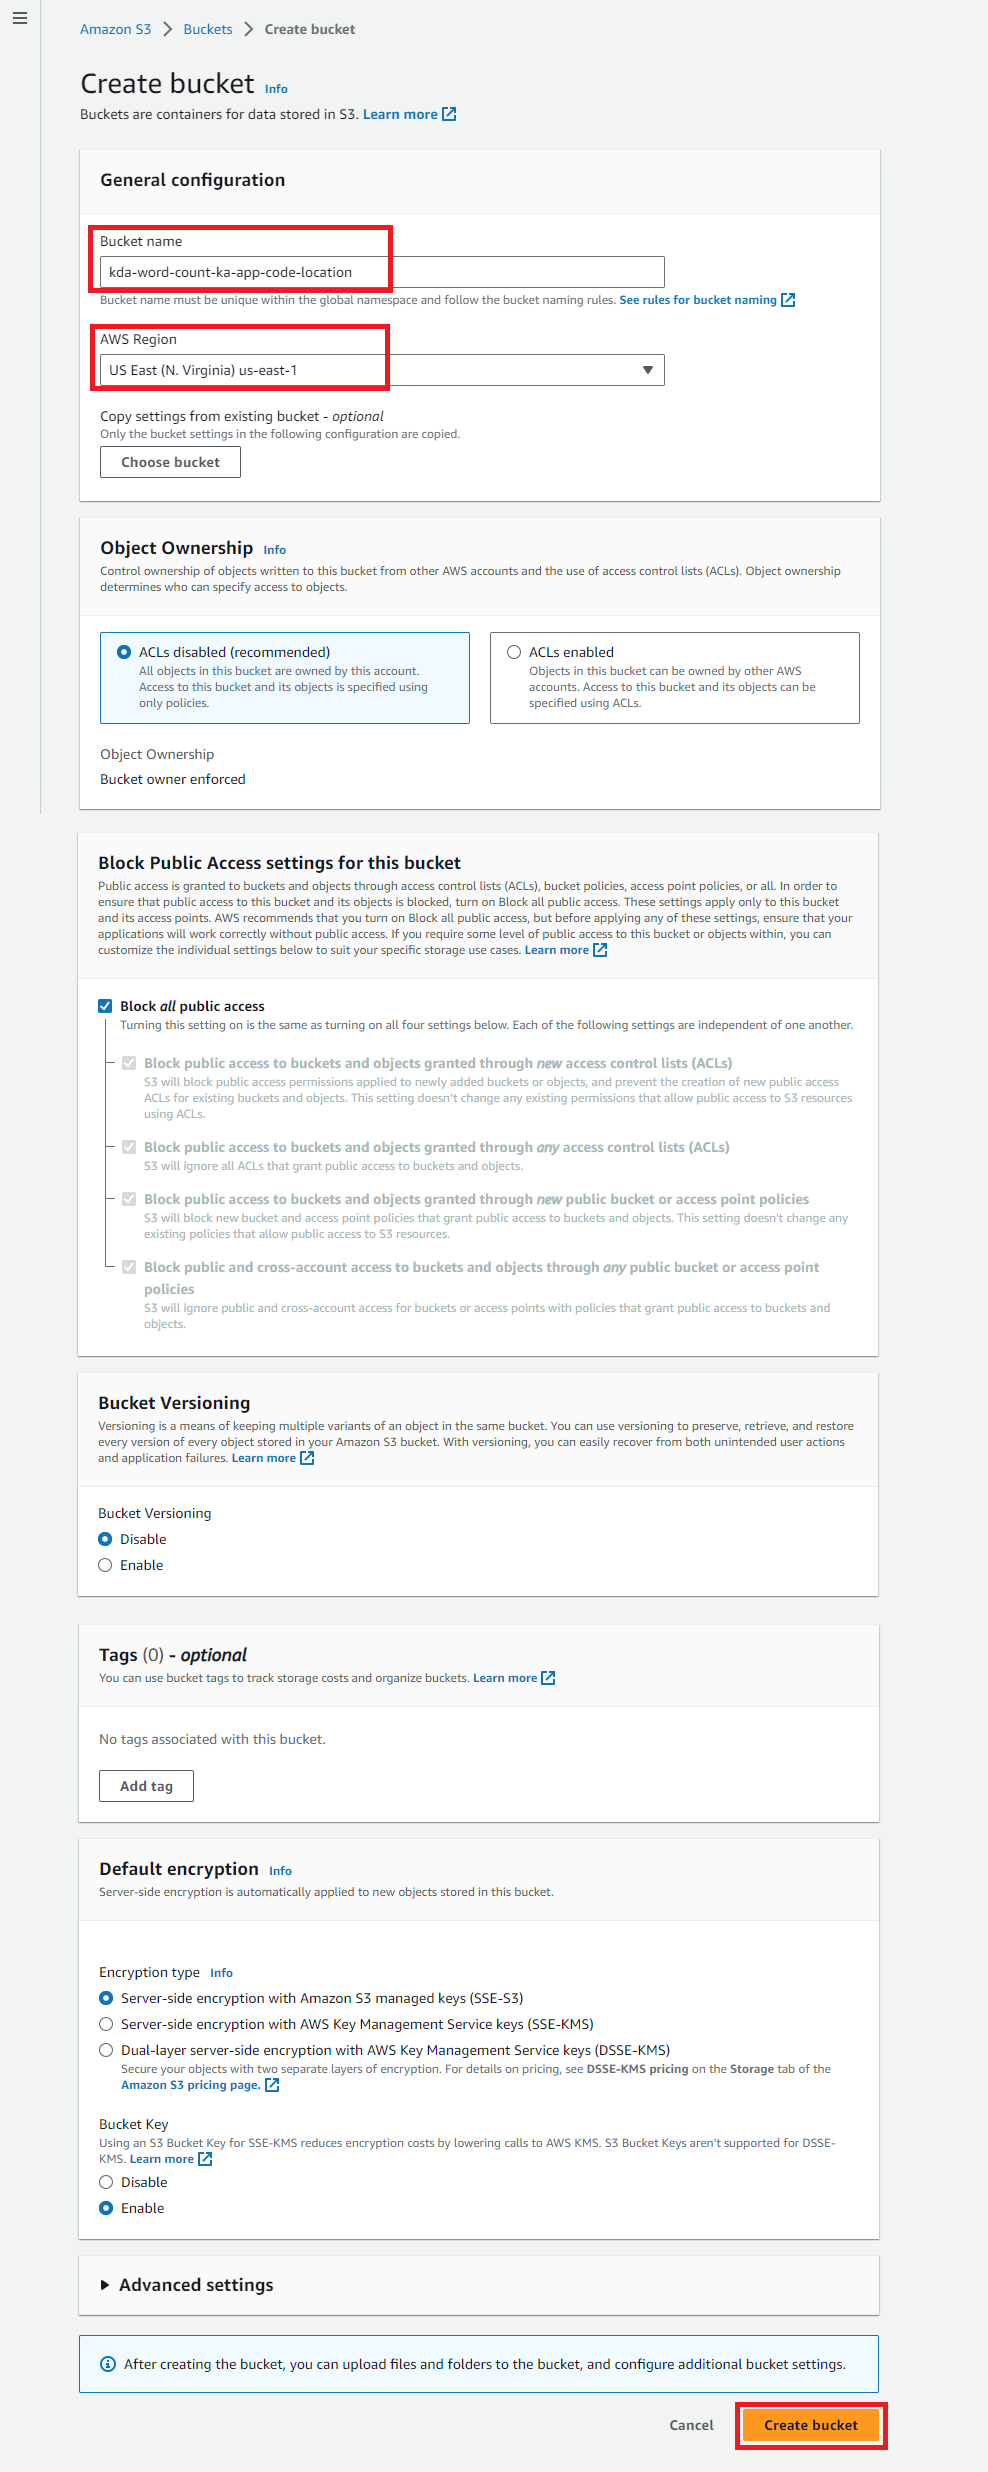 Amazon S3 > Buckets > Create bucket
Create bucket Info
Buckets are containers for data stored in S3. Learn more
General configuration
Bucket name
kda-word-count-ka-app-code-location
Bucket name must be unique within the global namespace and follow the bucket naming rules. See rules for bucket naming
AWS Region
US East (N. Virginia) us-east-1
Copy settings from existing bucket - optional
Only the bucket settings in the following configuration are copied.
Choose bucket
Object Ownership Info
Control ownership of objects written to this bucket from other AWS accounts and the use of access control lists (ACLs). Object ownership
determines who can specify access to objects.
ACLs disabled (recommended)
All objects in this bucket are owned by this account.
Access to this bucket and its objects is specified using
only policies.
ACLs enabled
Objects in this bucket can be owned by other AWS
accounts. Access to this bucket and its objects can be
specified using ACLs.
Object Ownership
Bucket owner enforced
Block Public Access settings for this bucket
Public access is granted to buckets and objects through access control lists (ACLs), bucket policies, access point policies, or all. In order to
ensure that public access to this bucket and its objects is blocked, turn on Block all public access. These settings apply only to this bucket
and its access points. AWS recommends that you turn on Block all public access, but before applying any of these settings, ensure that your
applications will work correctly without public access. If you require some level of public access to this bucket or objects within, you can
customize the individual settings below to suit your specific storage use cases. Learn more
Block all public access
Turning this setting on is the same as turning on all four settings below. Each of the following settings are independent of one another.
Block public access to buckets and objects granted through new access control lists (ACLs)
S3 will block public access permissions applied to newly added buckets or objects, and prevent the creation of new public access
ACLs for existing buckets and objects. This setting doesn't change any existing permissions that allow public access to S3 resources
using ACLs.
Block public access to buckets and objects granted through any access control lists (ACLs)
S3 will ignore all ACLs that grant public access to buckets and objects.
Block public access to buckets and objects granted through new public bucket or access point policies
S3 will block new bucket and access point policies that grant public access to buckets and objects. This setting doesn't change any
existing policies that allow public access to S3 resources.
Block public and cross-account access to buckets and objects through any public bucket or access point
policies
S3 will ignore public and cross-account access for buckets or access points with policies that grant public access to buckets and
objects.
Bucket Versioning
Versioning is a means of keeping multiple variants of an object in the same bucket. You can use versioning to preserve, retrieve, and restore
every version of every object stored in your Amazon S3 bucket. With versioning, you can easily recover from both unintended user actions
and application failures. Learn more
Bucket Versioning
Disable
Enable
Tags (0) - optional
You can use bucket tags to track storage costs and organize buckets. Learn more
No tags associated with this bucket.
Add tag
Default encryption Info
Server-side encryption is automatically applied to new objects stored in this bucket.
Encryption type Info
Server-side encryption with Amazon S3 managed keys (SSE-S3)
Server-side encryption with AWS Key Management Service keys (SSE-KMS)
Dual-layer server-side encryption with AWS Key Management Service keys (DSSE-KMS)
Secure your objects with two separate layers of encryption. For details on pricing, see DSSE-KMS pricing on the Storage tab of the
Amazon S3 pricing page.
Bucket Key
Using an S3 Bucket Key for SSE-KMS reduces encryption costs by lowering calls to AWS KMS. S3 Bucket Keys aren't supported for DSSE-
KMS. Learn more
Disable
Enable
Advanced settings
After creating the bucket, you can upload files and folders to the bucket, and configure additional bucket settings.
Cancel
Create bucket